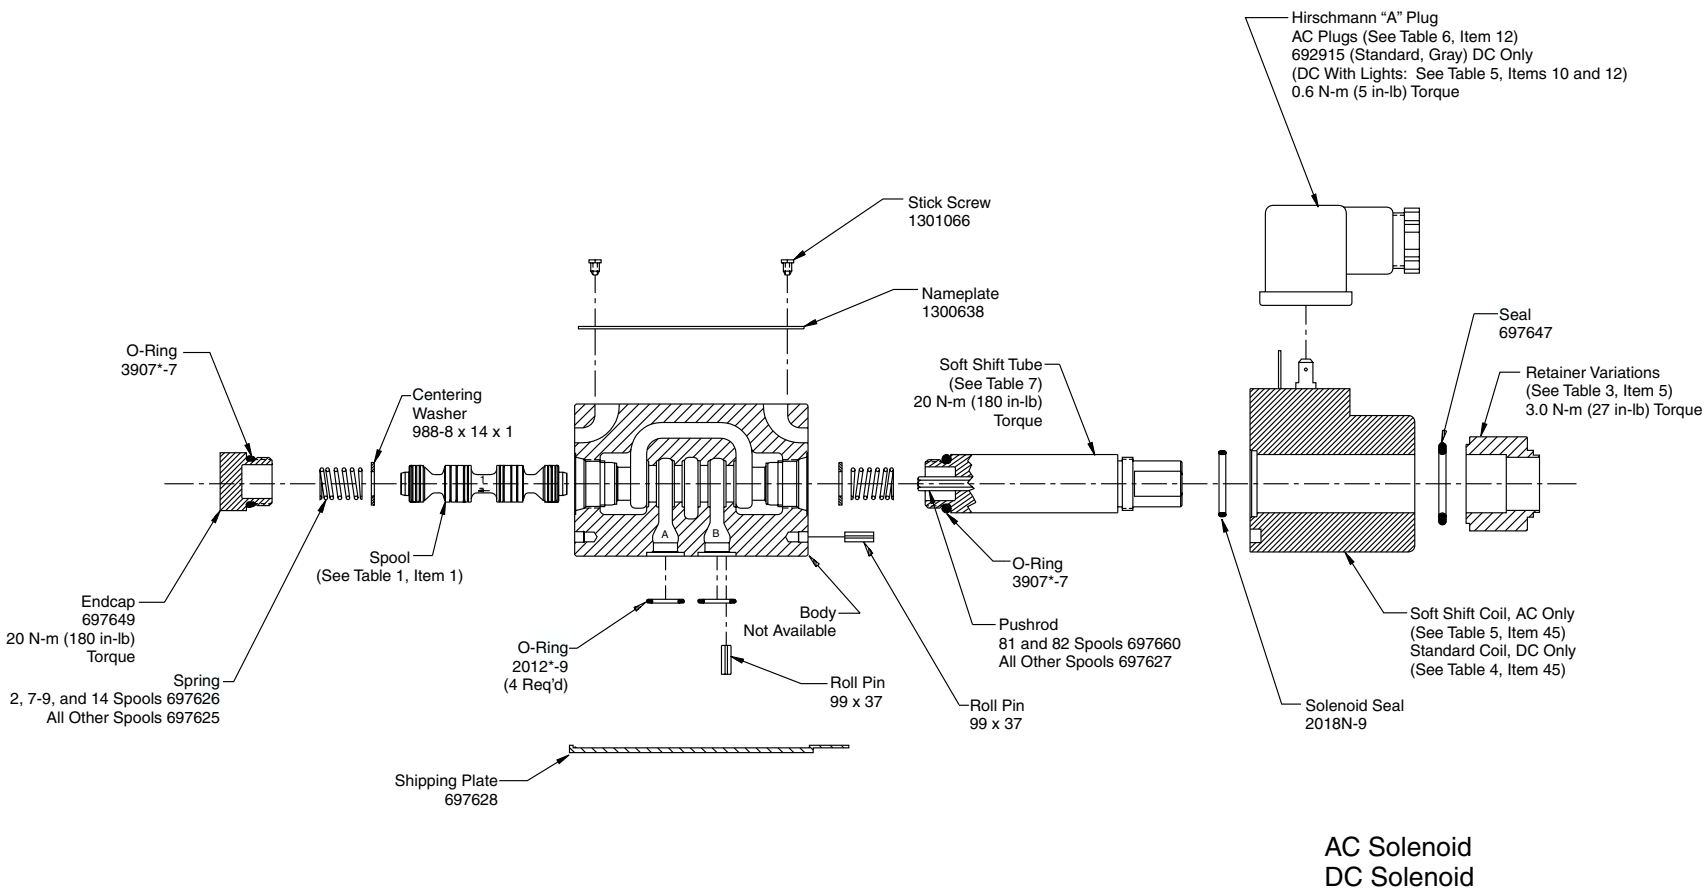 Hirschmann “A” Plug
AC Plugs (See Table 6, Item 12)
692915 (Standard, Gray) DC Only
(DC With Lights:  See Table 5, Items 10 and 12)
0.6 N-m (5 in-lb) Torque
Stick Screw
1301066
Nameplate
1300638
Seal
697647
O-Ring
3907*-7
Centering
Washer
988-8 x 14 x 1
Soft Shift Tube
(See Table 7)
20 N-m (180 in-lb)
Torque
Retainer Variations
(See Table 3, Item 5)
3.0 N-m (27 in-lb) Torque
A
B
Spool
(See Table 1, Item 1)
O-Ring
3907*-7
Endcap
697649
20 N-m (180 in-lb)
Torque
Body
Not Available
Pushrod
81 and 82 Spools 697660
All Other Spools 697627
Soft Shift Coil, AC Only
(See Table 5, Item 45)
Standard Coil, DC Only
(See Table 4, Item 45)
O-Ring
2012*-9
(4 Req’d)
Spring
2, 7-9, and 14 Spools 697626
All Other Spools 697625
Roll Pin
99 x 37
Roll Pin
99 x 37
Solenoid Seal
2018N-9
Shipping Plate
697628
AC Solenoid
DC Solenoid